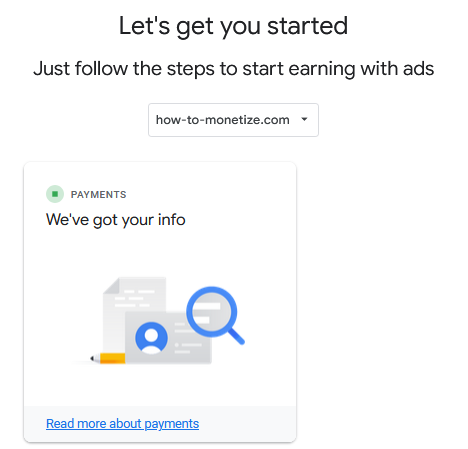 Let's get you started
Just follow the steps to start earning with ads
how-to-monetize.com
PAYMENTS
We've got your info
Read more about payments